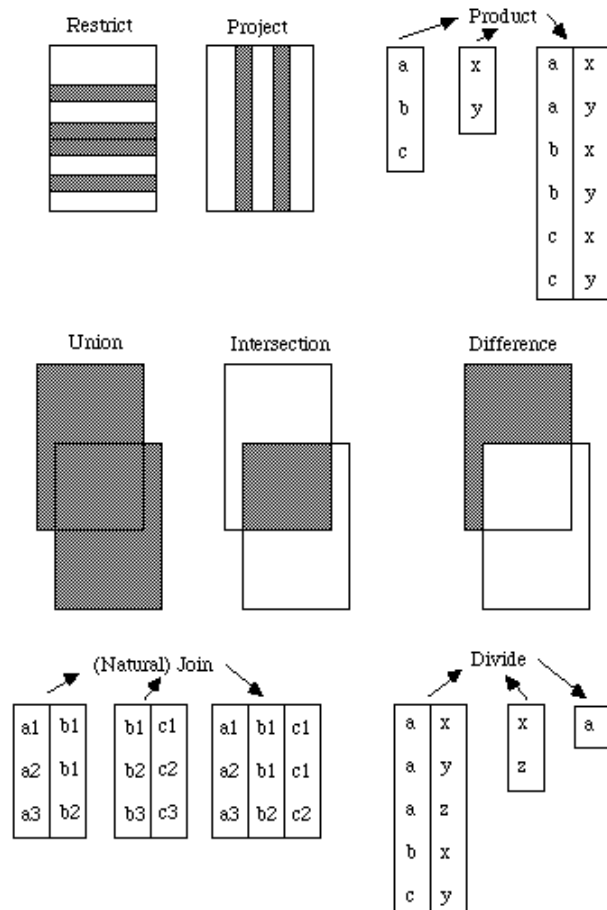 Restrict
Project
Product
a
b
c
x
y
a x
a y
b x
b y
c x
c y
Union
Intersection
Difference
(Natural) Join
a1 b1
a2 b1
a3 b2
b1 c1
b2 c2
b3 c3
a1 b1 c1
a2 b1 c1
a3 b2 c2
Divide
a x
a y
a z
b x
c y
x
z
a